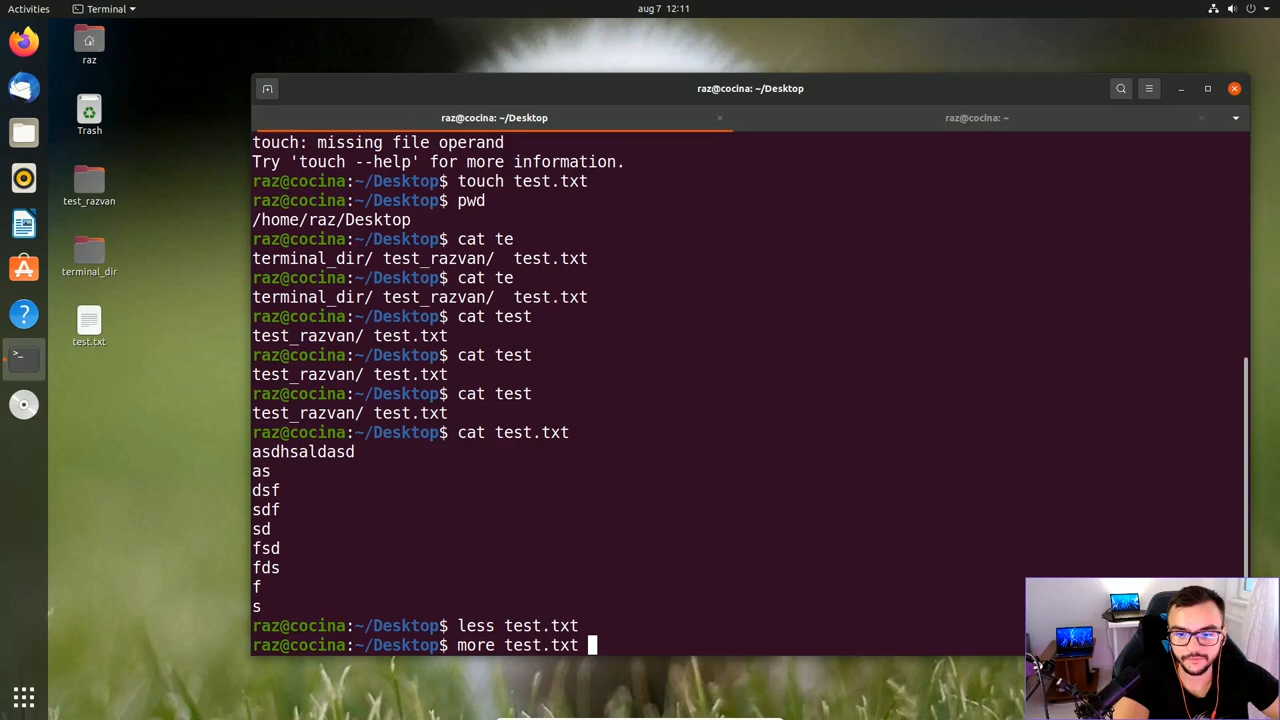 Activities
Terminal
aug 7 12:11
raz
Trash
test_razvan
terminal_dir
test.txt
raz@cocina: ~/Desktop
raz@cocina: ~/Desktop
raz@cocina: ~
touch: missing file operand
Try 'touch --help' for more information.
raz@cocina:~/Desktop$ touch test.txt
raz@cocina:~/Desktop$ pwd
/home/raz/Desktop
raz@cocina:~/Desktop$ cat te
terminal_dir/ test_razvan/  test.txt
raz@cocina:~/Desktop$ cat te
terminal_dir/ test_razvan/  test.txt
raz@cocina:~/Desktop$ cat test
test_razvan/ test.txt
raz@cocina:~/Desktop$ cat test
test_razvan/ test.txt
raz@cocina:~/Desktop$ cat test
test_razvan/ test.txt
raz@cocina:~/Desktop$ cat test.txt
asdhsaldasd
as
dsf
sdf
sd
fsd
fds
f
s
raz@cocina:~/Desktop$ less test.txt
raz@cocina:~/Desktop$ more test.txt